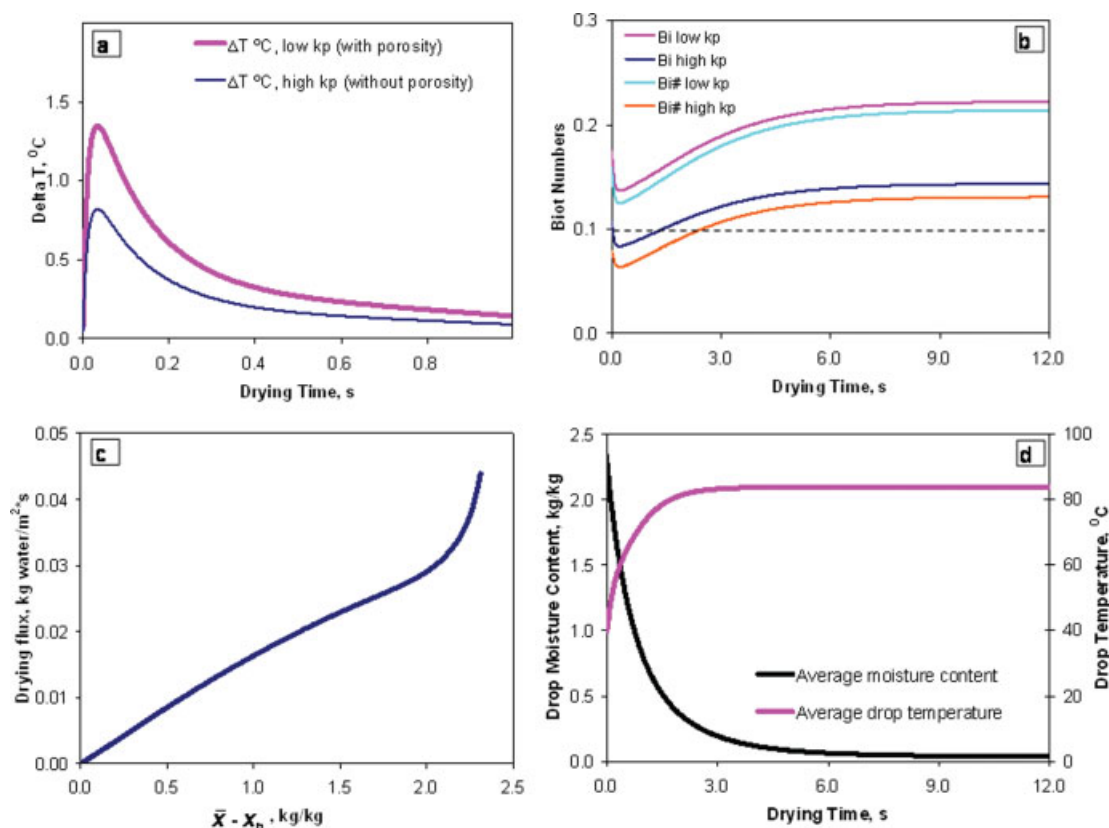 a
ΔT ºC, low kp (with porosity)
ΔT ºC, high kp (without porosity)
1.5
1.0
0.5
0.0
Delta T, ºC
0.0 0.2 0.4 0.6 0.8
Drying Time, s
b
Bi low kp
Bi high kp
Bi# low kp
Bi# high kp
0.3
0.2
0.1
0.0
Biot Numbers
0.0 3.0 6.0 9.0 12.0
Drying Time, s
c
0.05
0.04
0.03
0.02
0.01
0.00
Drying flux, kg water/m²*s
0.0 0.5 1.0 1.5 2.0 2.5
X̄ - X_b, kg/kg
d
2.5
2.0
1.5
1.0
0.5
0.0
Drop Moisture Content, kg/kg
100
80
60
40
20
0
Drop Temperature, ºC
Average moisture content
Average drop temperature
0.0 3.0 6.0 9.0 12.0
Drying Time, s